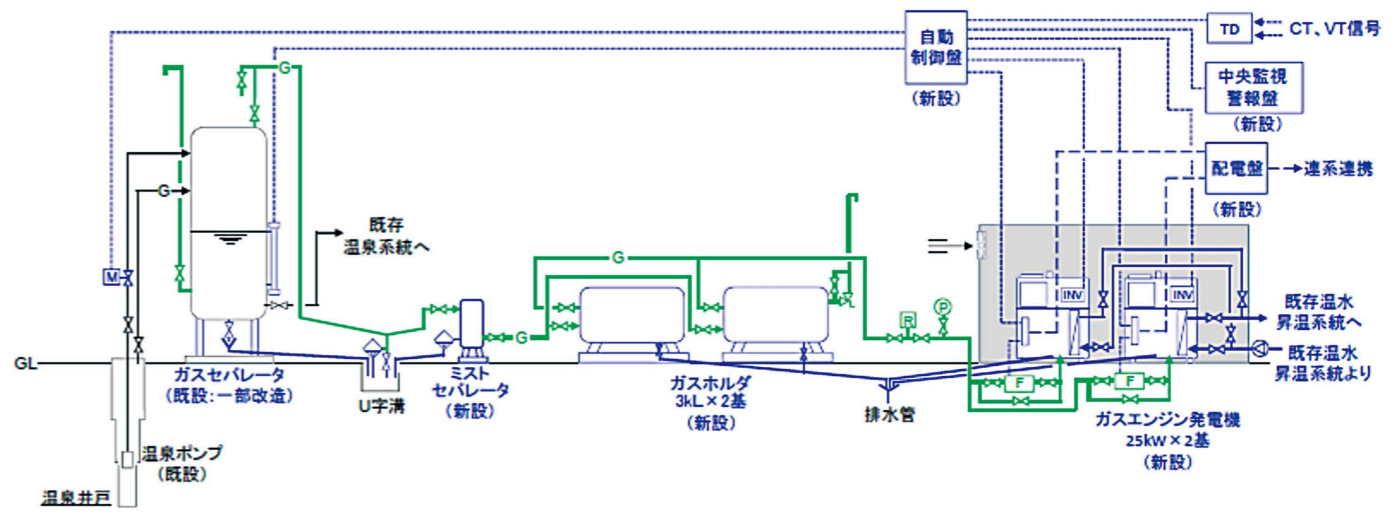 自動
制御盤
(新設)
TD
CT、VT信号
中央監視
警報盤
(新設)
配電盤
(新設)
連系連携
G
G
既存
温泉系統へ
M
G
G
P
R
INV
INV
既存温水
昇温系統へ
既存温水
昇温系統より
GL
ガスセパレータ
(既設：一部改造)
U字溝
ミスト
セパレータ
(新設)
ガスホルダ
3kL×2基
(新設)
排水管
F
F
ガスエンジン発電機
25kW×2基
(新設)
温泉ポンプ
(既設)
温泉井戸